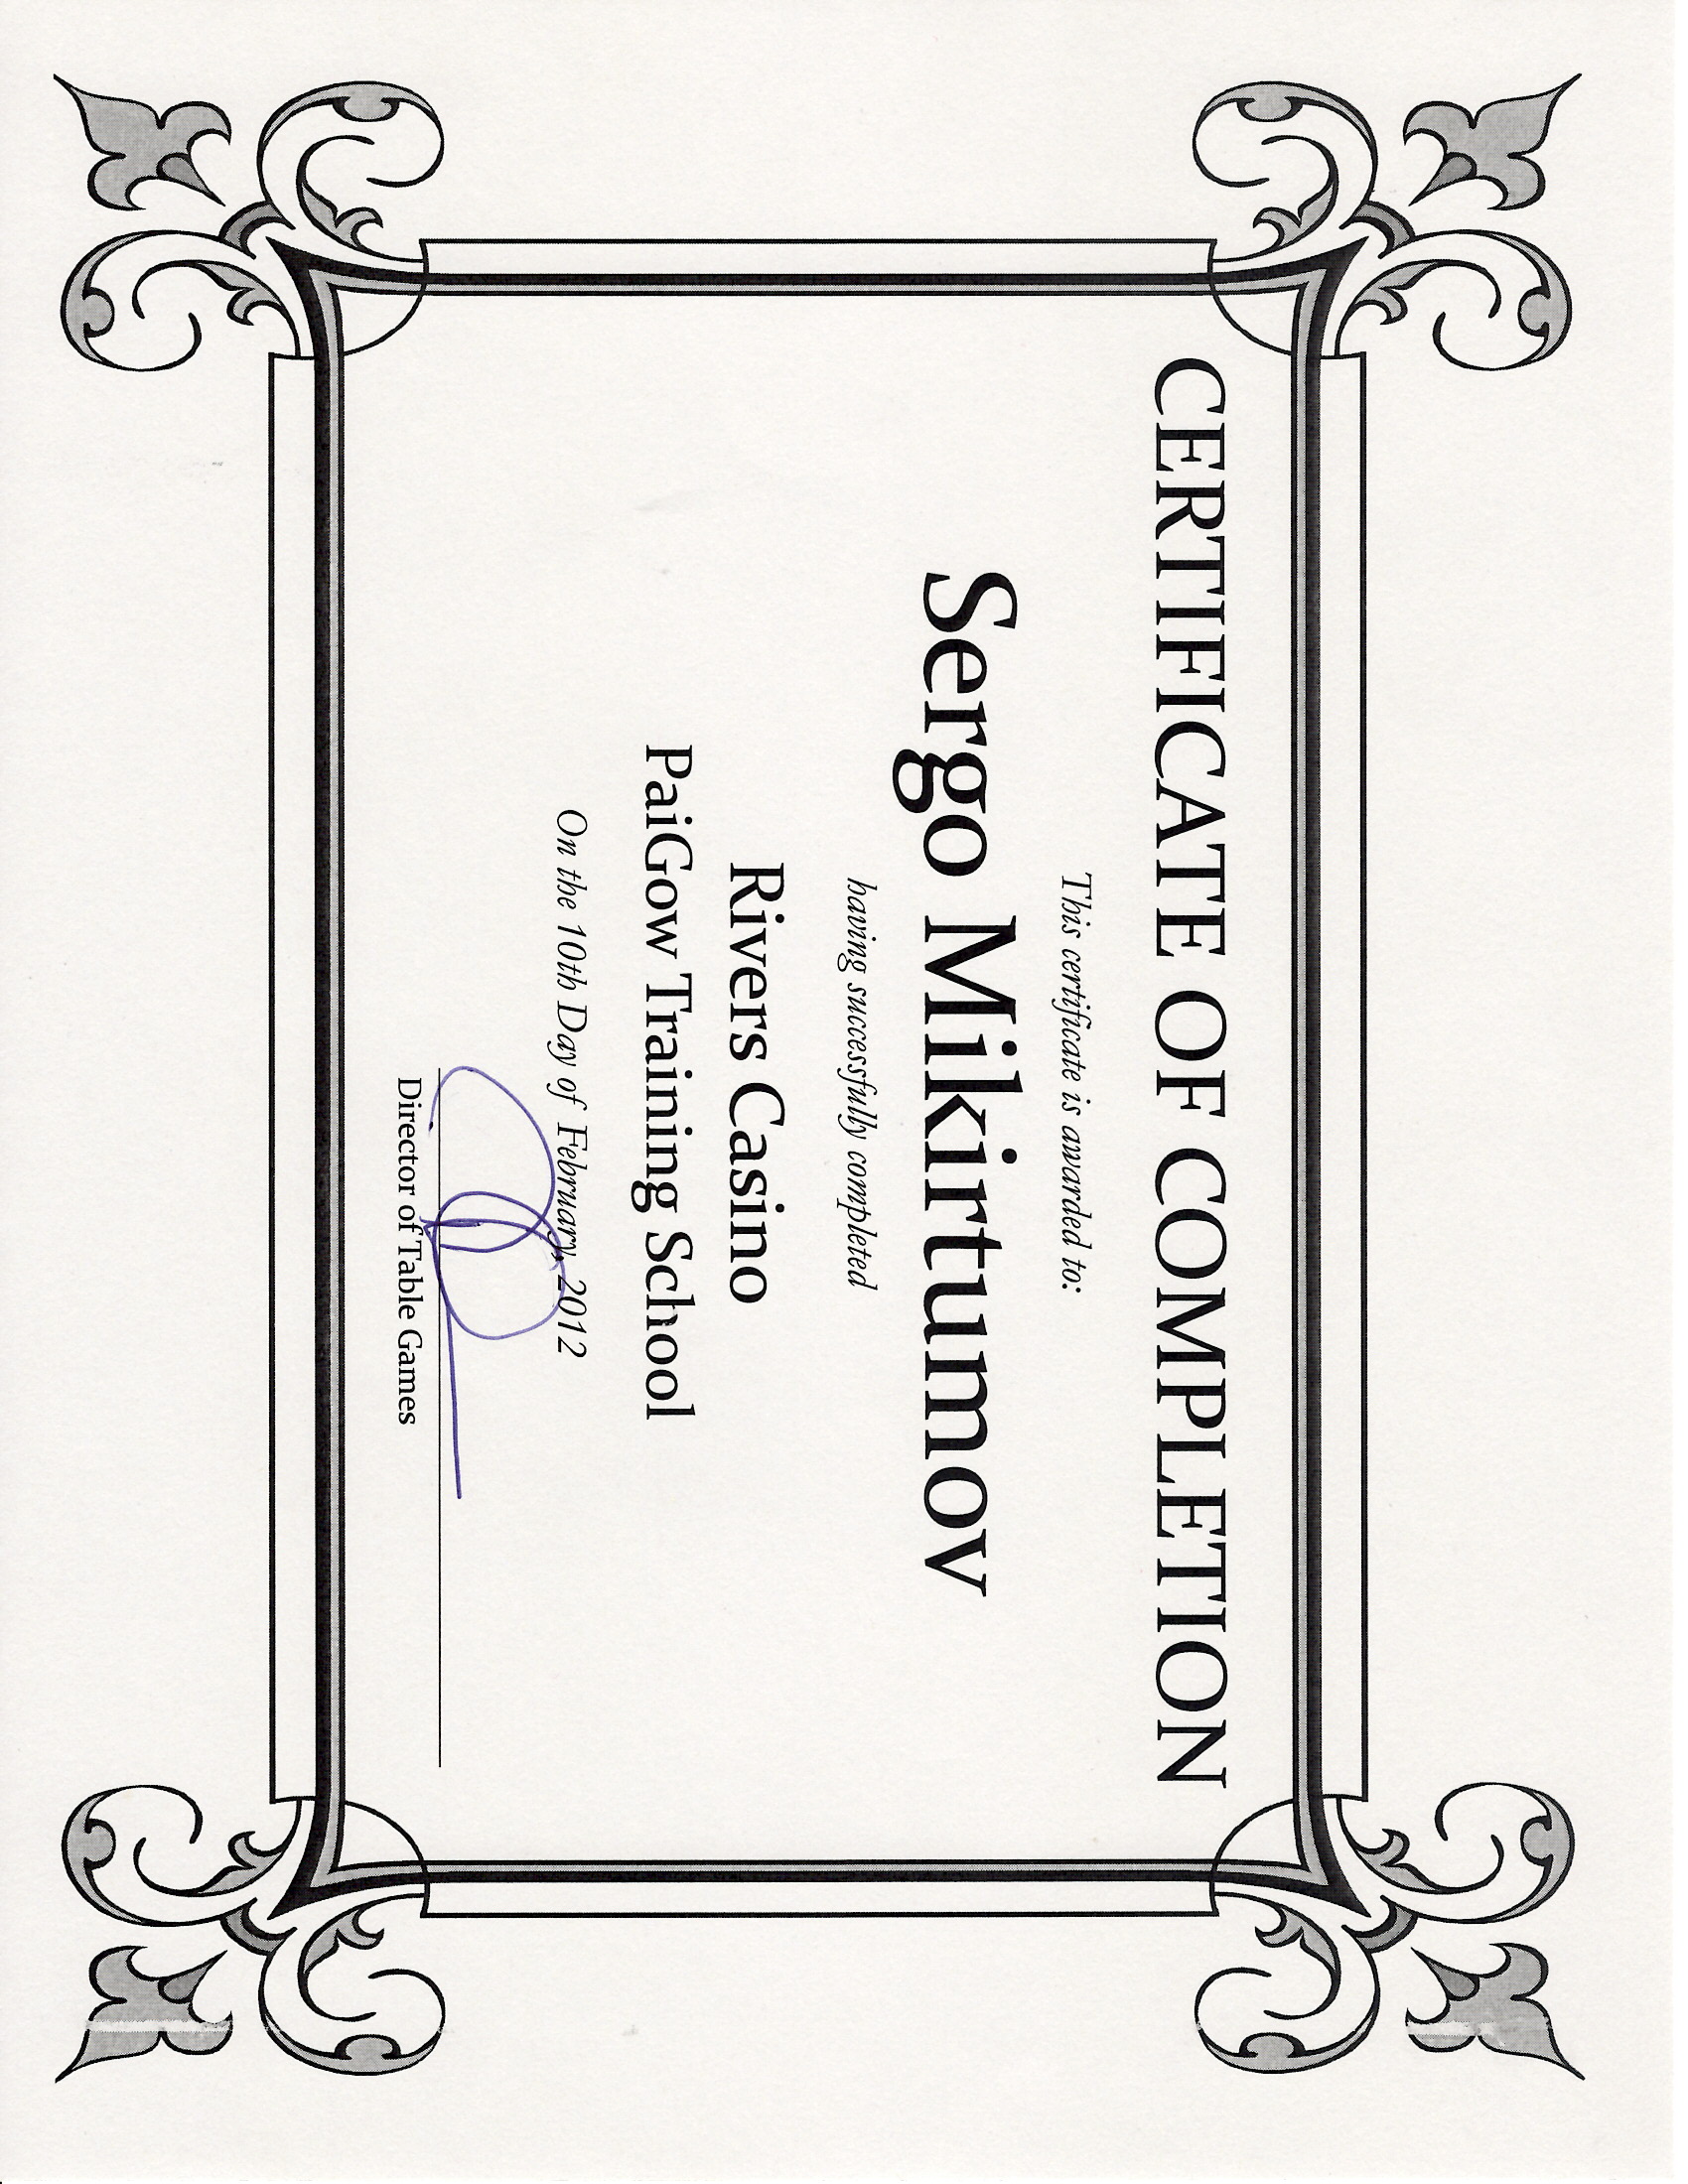 CERTIFICATE OF COMPLETION
This certificate is awarded to:
Sergo Mikirtumov
having successfully completed
Rivers Casino
PaiGow Training School
On the 10th Day of February, 2012
Director of Table Games